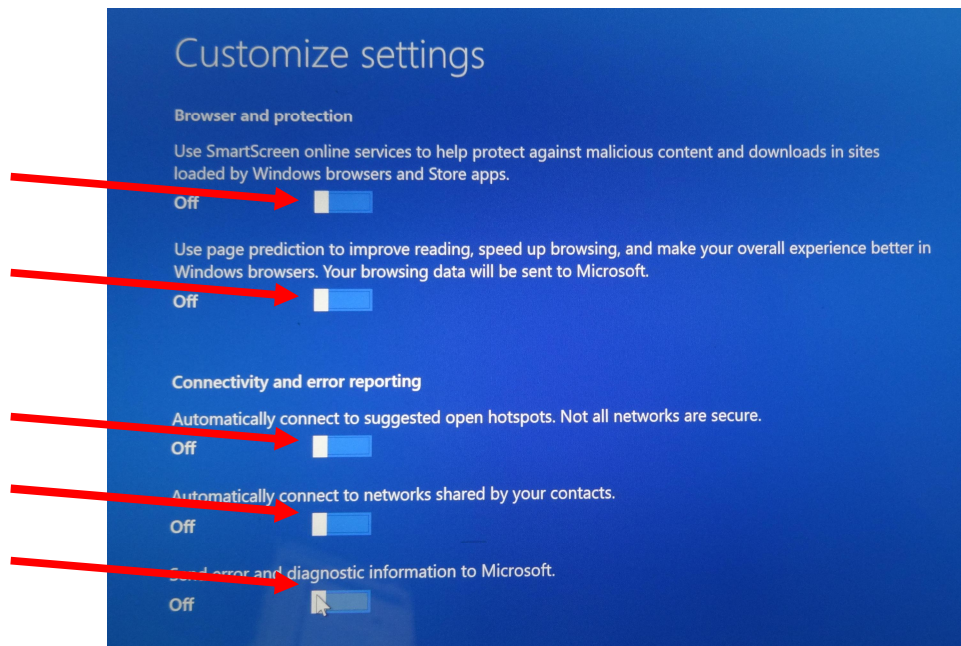 Customize settings
Browser and protection
Use SmartScreen online services to help protect against malicious content and downloads in sites
loaded by Windows browsers and Store apps.
Off
Use page prediction to improve reading, speed up browsing, and make your overall experience better in
Windows browsers. Your browsing data will be sent to Microsoft.
Off
Connectivity and error reporting
Automatically connect to suggested open hotspots. Not all networks are secure.
Off
Automatically connect to networks shared by your contacts.
Off
Send error and diagnostic information to Microsoft.
Off